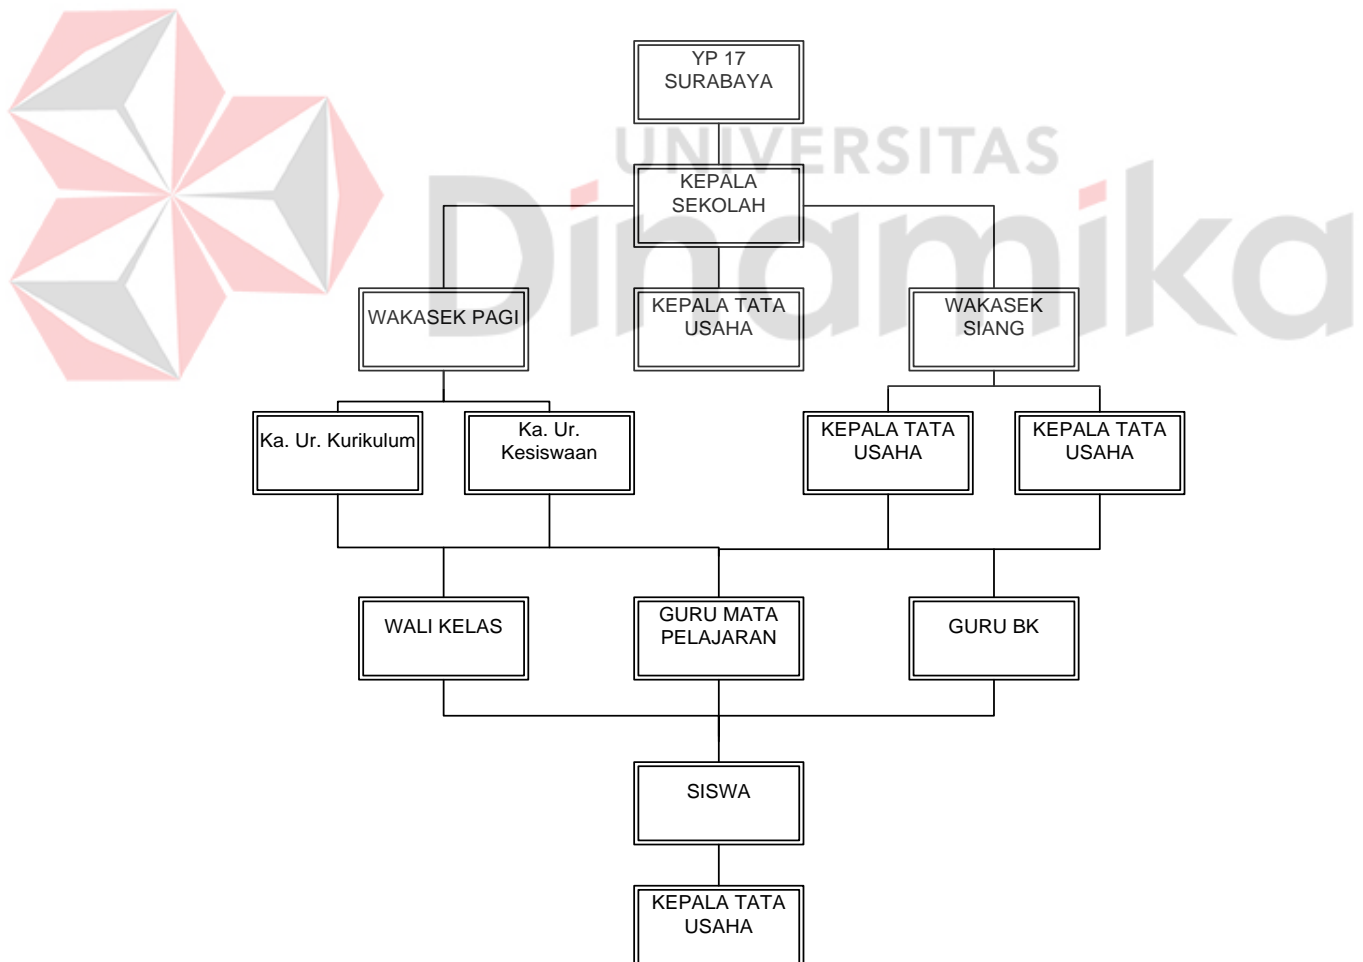 YP 17
SURABAYA
UNIVERSITAS
Dinamika
KEPALA
SEKOLAH
WAKASEK PAGI
KEPALA TATA
USAHA
WAKASEK
SIANG
Ka. Ur. Kurikulum
Ka. Ur.
Kesiswaan
KEPALA TATA
USAHA
KEPALA TATA
USAHA
WALI KELAS
GURU MATA
PELAJARAN
GURU BK
SISWA
KEPALA TATA
USAHA